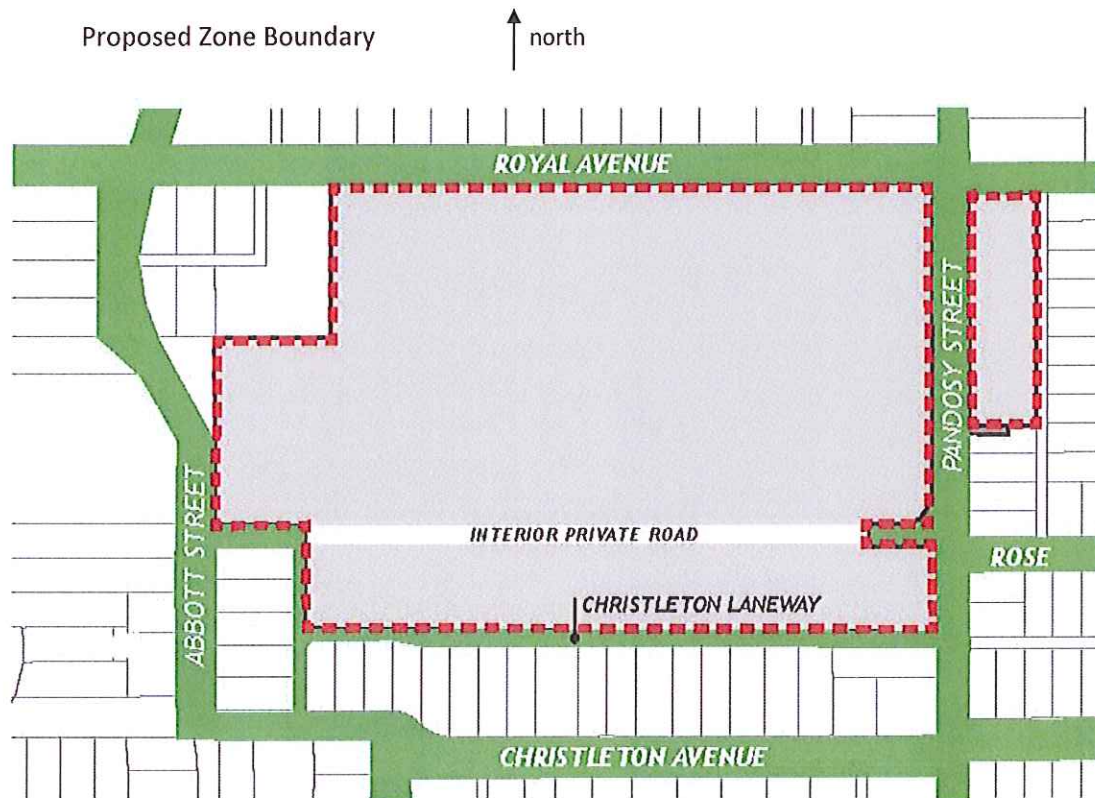 Proposed Zone Boundary
north
ROYAL AVENUE
PANDOSY STREET
ABBOTT STREET
INTERIOR PRIVATE ROAD
ROSE
CHRISTLETON LANEWAY
CHRISTLETON AVENUE